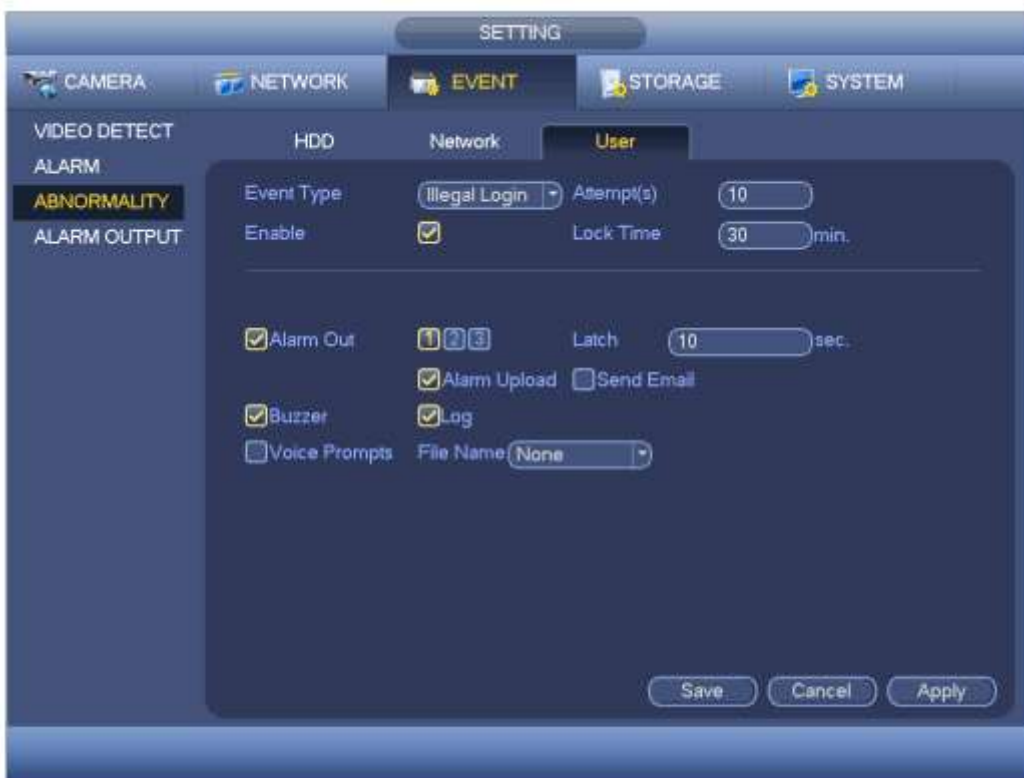 SETTING
CAMERA NETWORK EVENT STORAGE SYSTEM
VIDEO DETECT
ALARM
ABNORMALITY
ALARM OUTPUT
HDD Network User
Event Type Illegal Login Attempt(s) 10
Enable Lock Time 30 min.
Alarm Out 1 2 3 Latch 10 sec.
Alarm Upload Send Email
Buzzer Log
Voice Prompts File Name None
Save Cancel Apply